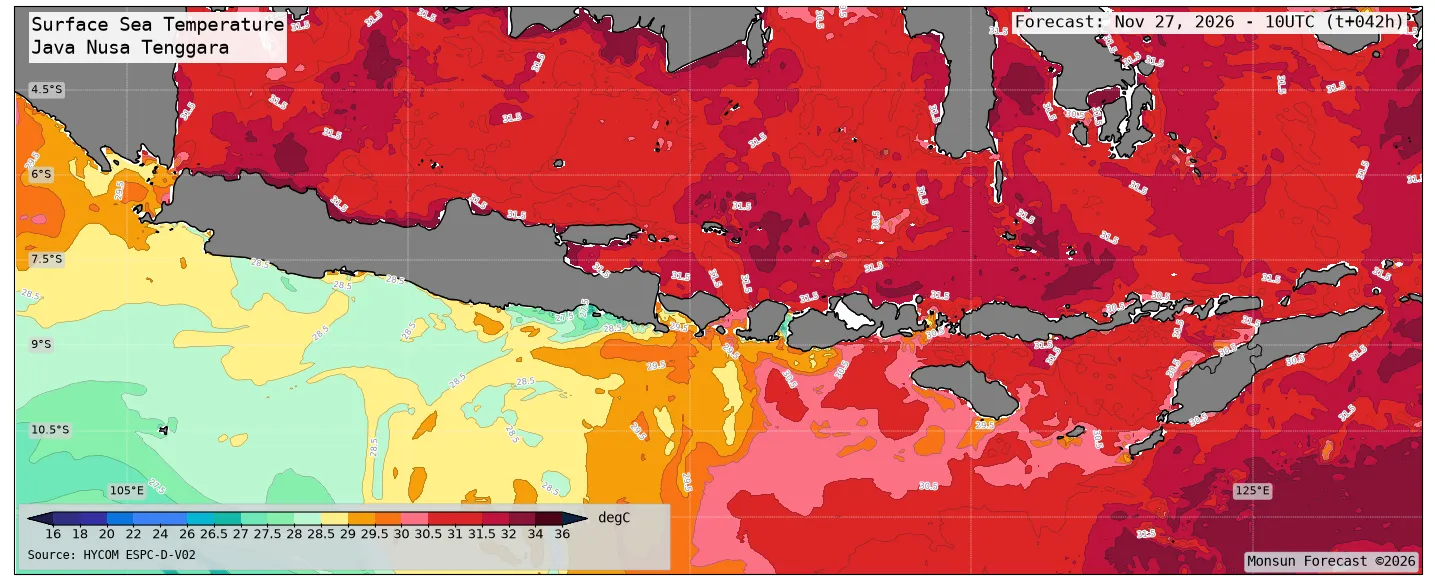 Surface Sea Temperature
Java Nusa Tenggara
Forecast: Nov 27, 2026 - 10UTC (t+042h)
4.5°S
6°S
7.5°S
9°S
10.5°S
105°E
125°E
16 18 20 22 24 26 26.5 27 27.5 28 28.5 29 29.5 30 30.5 31 31.5 32 34 36
degC
Source: HYCOM ESPC-D-V02
Monsun Forecast ©2026